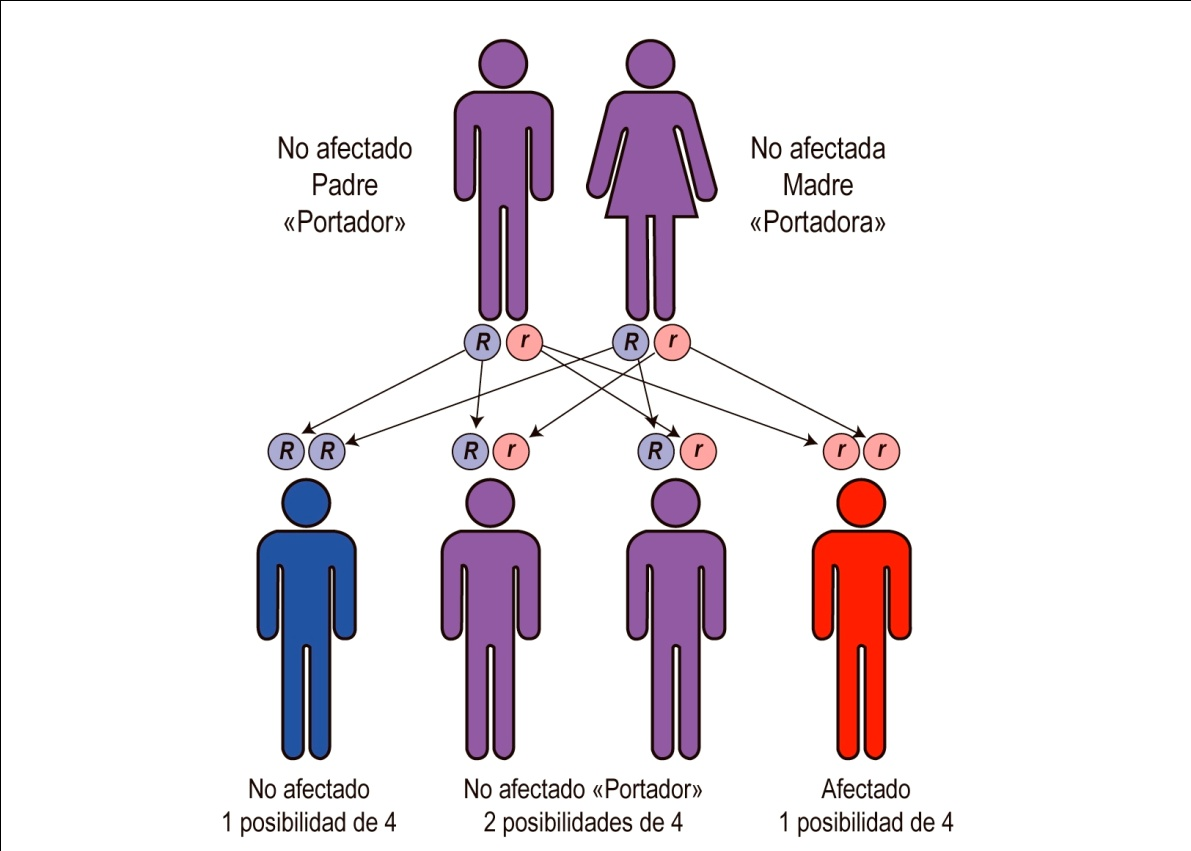 No afectado
Padre
«Portador»
No afectada
Madre
«Portadora»
R r R r
R R R r R r r r
No afectado
1 posibilidad de 4
No afectado «Portador»
2 posibilidades de 4
Afectado
1 posibilidad de 4